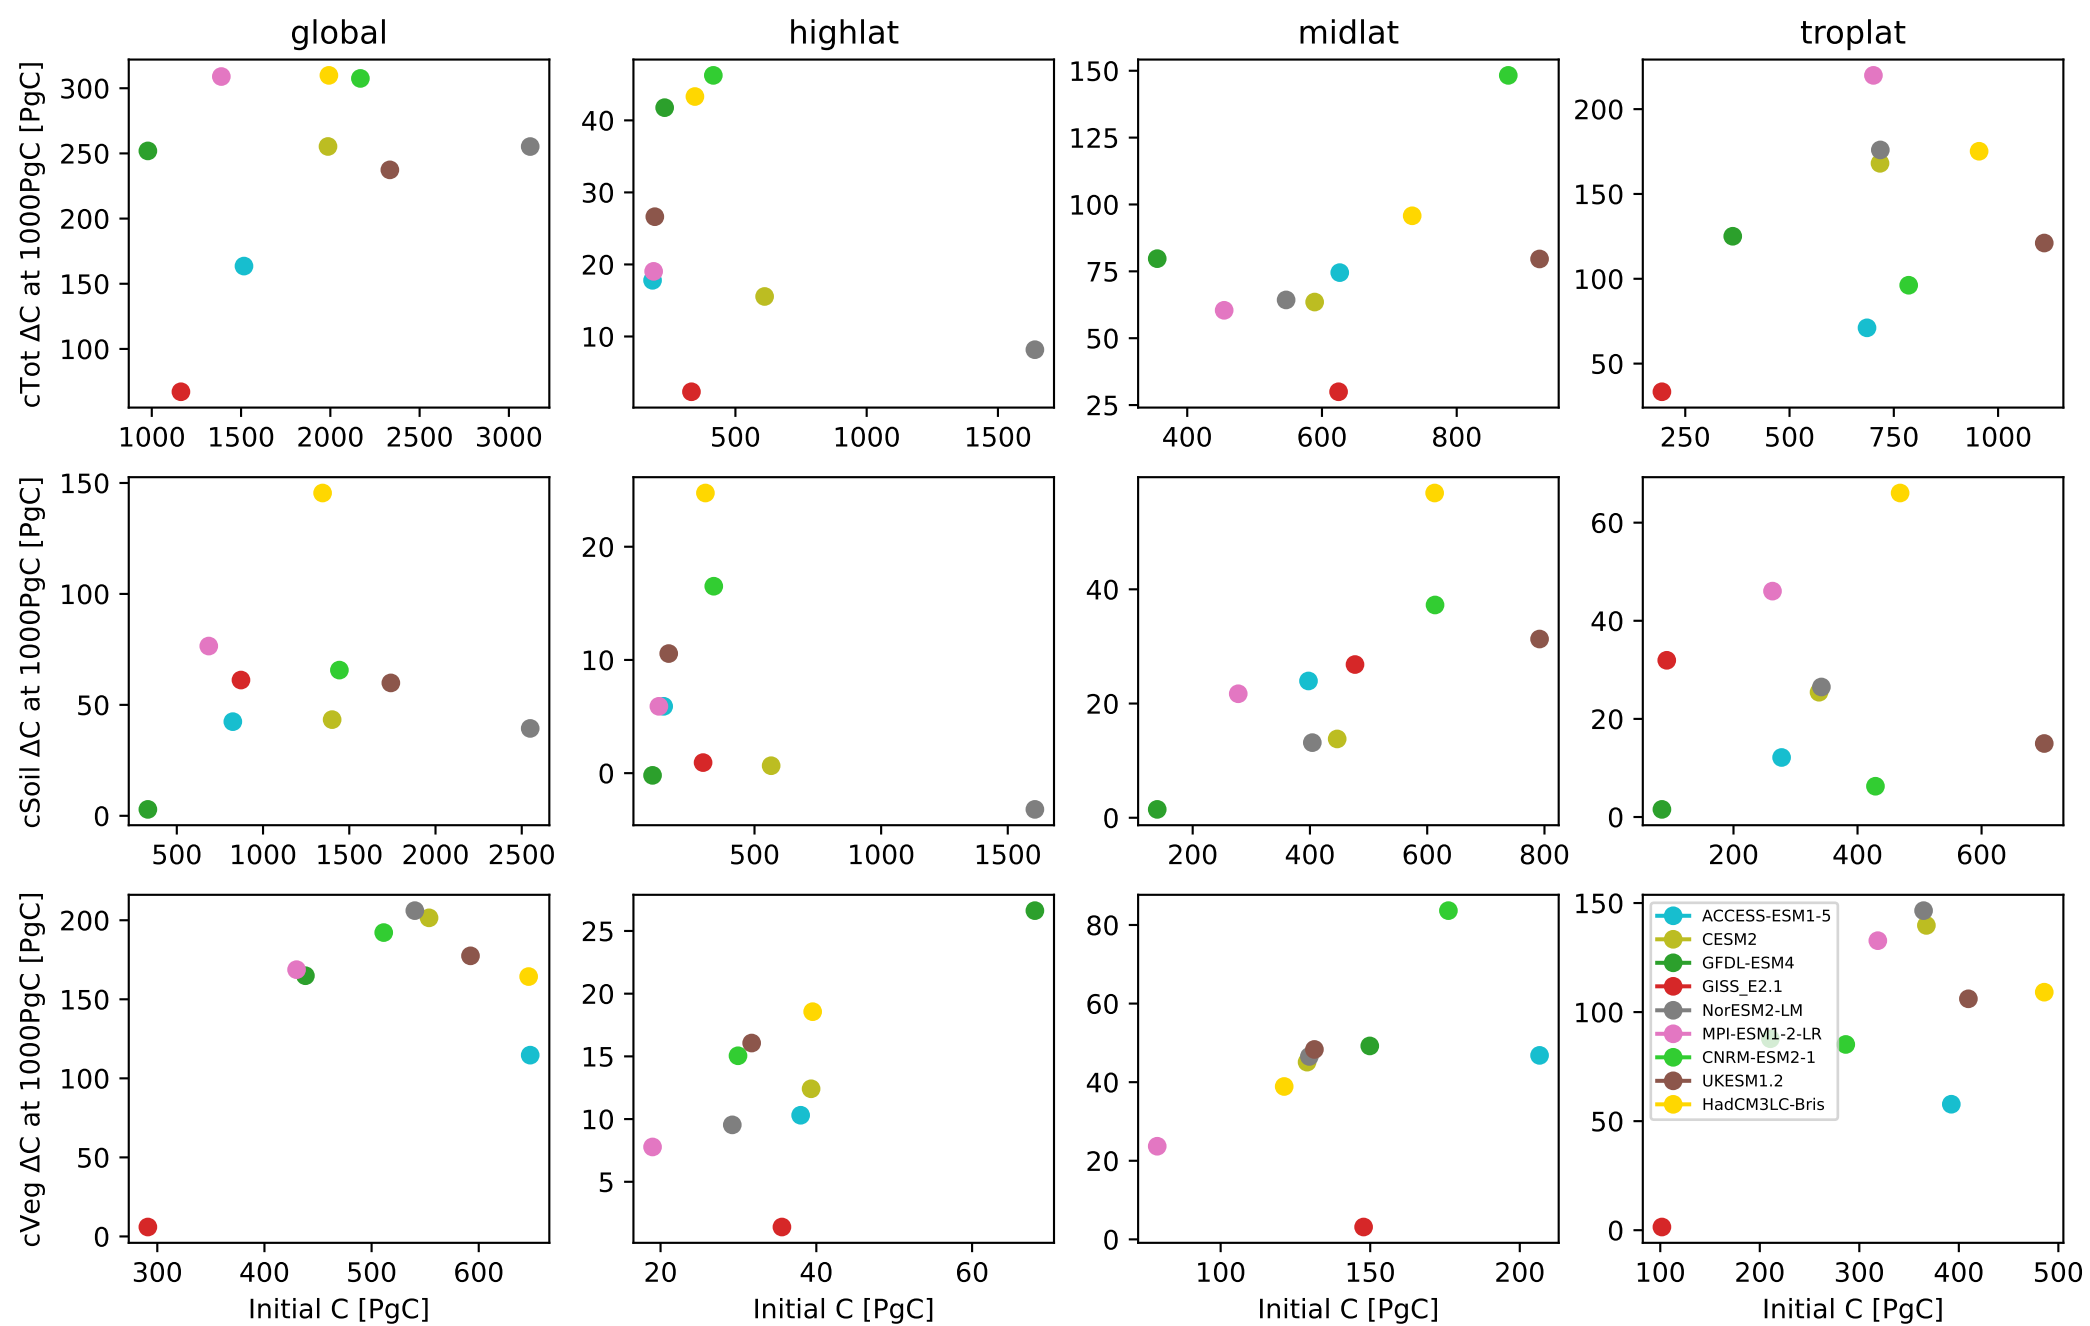 global highlat midlat troplat
cTot ΔC at 1000PgC [PgC]
300 250 200 150 100
40 30 20 10
150 125 100 75 50 25
200 150 100 50
1000 1500 2000 2500 3000
500 1000 1500
400 600 800
250 500 750 1000
cSoil ΔC at 1000PgC [PgC]
150 100 50 0
20 10 0
40 20 0
60 40 20 0
500 1000 1500 2000 2500
500 1000 1500
200 400 600 800
200 400 600
cVeg ΔC at 1000PgC [PgC]
200 150 100 50 0
25 20 15 10 5
80 60 40 20 0
150 100 50 0
ACCESS-ESM1-5
CESM2
GFDL-ESM4
GISS_E2.1
NorESM2-LM
MPI-ESM1-2-LR
CNRM-ESM2-1
UKESM1.2
HadCM3LC-Bris
300 400 500 600
20 40 60
100 150 200
100 200 300 400 500
Initial C [PgC] Initial C [PgC] Initial C [PgC] Initial C [PgC]